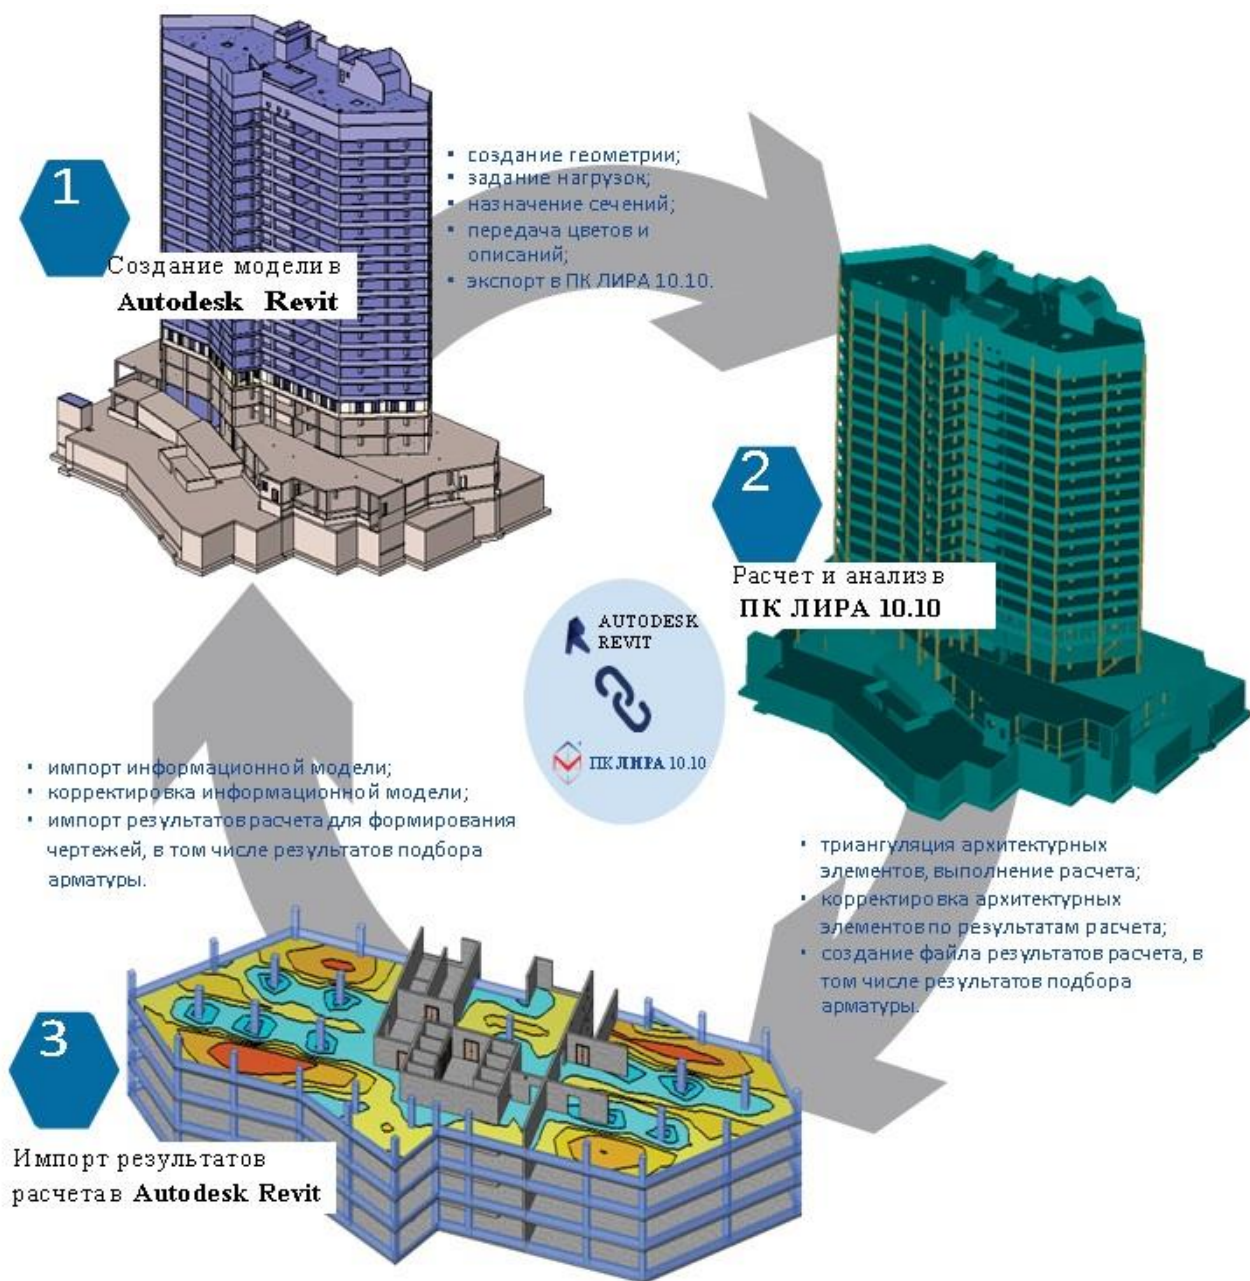 1
Создание модели в
Autodesk Revit
• создание геометрии;
• задание нагрузок;
• назначение сечений;
• передача цветов и
описаний;
• экспорт в ПК ЛИРА 10.10.
2
Расчет и анализ в
ПК ЛИРА 10.10
AUTODESK
REVIT
ПК ЛИРА 10.10
• импорт информационной модели;
• корректировка информационной модели;
• импорт результатов расчета для формирования
чертежей, в том числе результатов подбора
арматуры.
• триангуляция архитектурных
элементов, выполнение расчета;
• корректировка архитектурных
элементов по результатам расчета;
• создание файла результатов расчета, в
том числе результатов подбора
арматуры.
3
Импорт результатов
расчета в Autodesk Revit